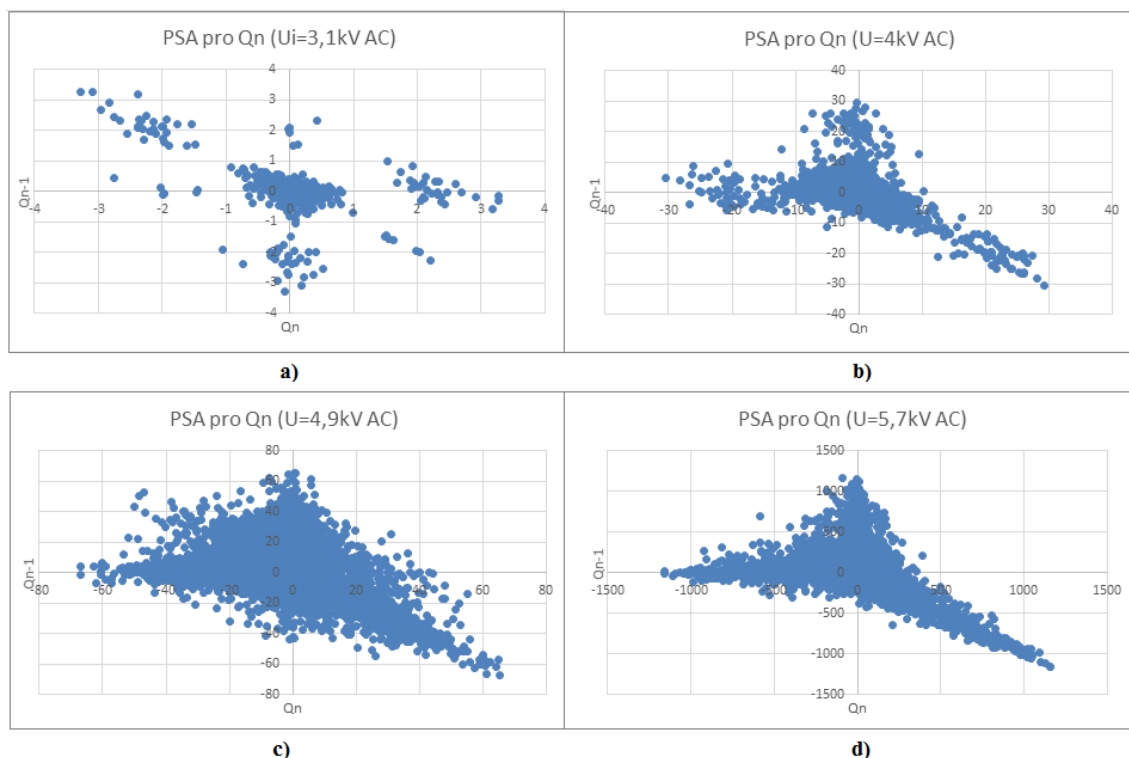 PSA pro Qn (Ui=3,1kV AC)
4
3
2
1
0
-1
-2
-3
-4
-4 -3 -2 -1 0 1 2 3 4
Qn-1
Qn
a)
PSA pro Qn (U=4kV AC)
40
30
20
10
0
-10
-20
-30
-40
-40 -30 -20 -10 0 10 20 30 40
Qn-1
Qn
b)
PSA pro Qn (U=4,9kV AC)
80
60
40
20
0
-20
-40
-60
-80
-80 -60 -40 -20 0 20 40 60 80
Qn-1
Qn
c)
PSA pro Qn (U=5,7kV AC)
1500
1000
500
0
-500
-1000
-1500
-1500 -1000 -500 0 500 1000 1500
Qn-1
Qn
d)